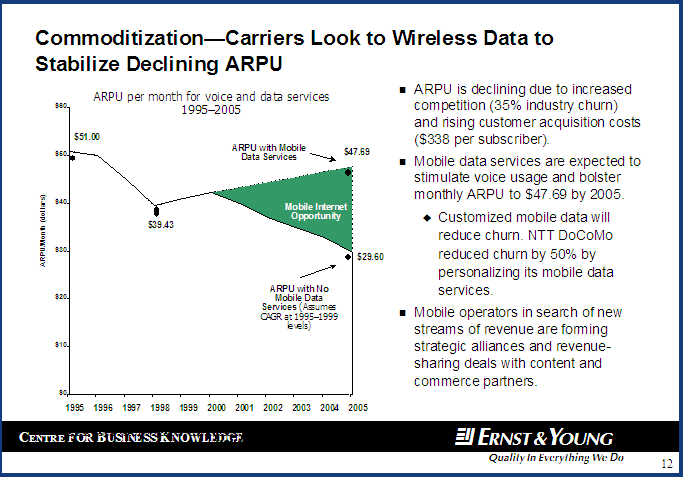 Commoditization—Carriers Look to Wireless Data to
Stabilize Declining ARPU
ARPU per month for voice and data services
1995–2005
$60
$50
$40
$30
$20
$10
$0
ARPU/Month (dollars)
$51.00
$39.43
ARPU with Mobile
Data Services
$47.69
Mobile Internet
Opportunity
$29.60
ARPU with No
Mobile Data
Services (Assumes
CAGR at 1995–1999
levels)
1995 1996 1997 1998 1999 2000 2001 2002 2003 2004 2005
■ ARPU is declining due to increased
competition (35% industry churn)
and rising customer acquisition costs
($338 per subscriber).
■ Mobile data services are expected to
stimulate voice usage and bolster
monthly ARPU to $47.69 by 2005.
◆ Customized mobile data will
reduce churn. NTT DoCoMo
reduced churn by 50% by
personalizing its mobile data
services.
■ Mobile operators in search of new
streams of revenue are forming
strategic alliances and revenue-
sharing deals with content and
commerce partners.
CENTRE FOR BUSINESS KNOWLEDGE
ERNST & YOUNG
Quality In Everything We Do
12